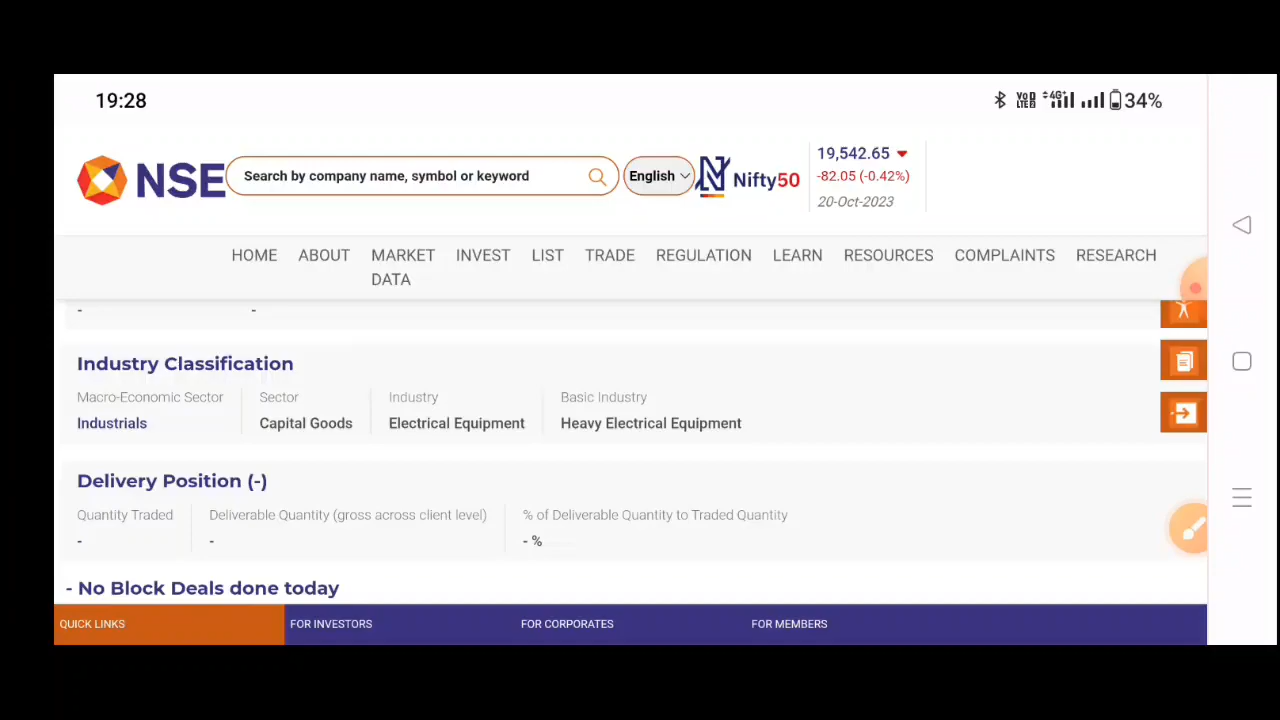 19:28
VoD LTE2 4G+ 34%
NSE
Search by company name, symbol or keyword
English
Nifty50
19,542.65
-82.05 (-0.42%)
20-Oct-2023
HOME ABOUT MARKET DATA INVEST LIST TRADE REGULATION LEARN RESOURCES COMPLAINTS RESEARCH
- -
Industry Classification
Macro-Economic Sector Sector Industry Basic Industry
Industrials Capital Goods Electrical Equipment Heavy Electrical Equipment
Delivery Position (-)
Quantity Traded Deliverable Quantity (gross across client level) % of Deliverable Quantity to Traded Quantity
- - - %
- No Block Deals done today
QUICK LINKS FOR INVESTORS FOR CORPORATES FOR MEMBERS